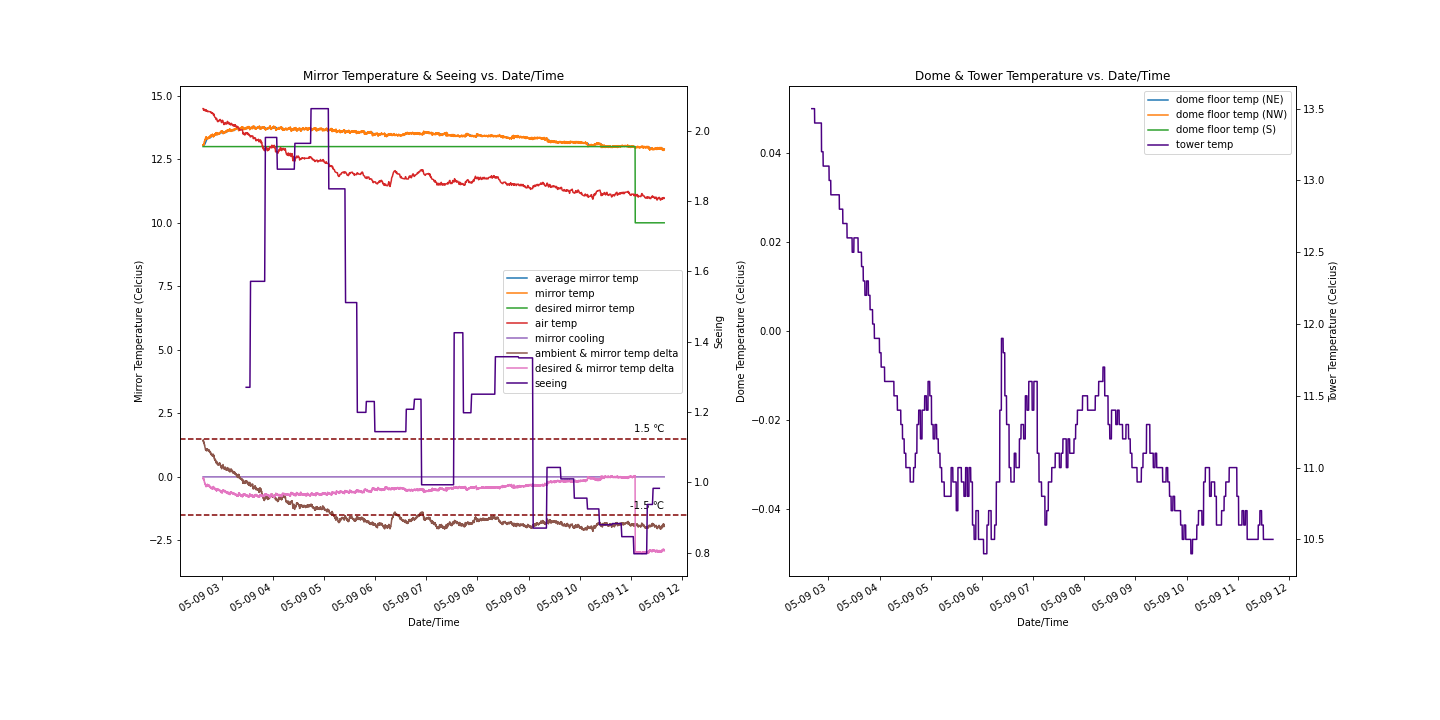 Mirror Temperature & Seeing vs. Date/Time
Mirror Temperature (Celcius)
15.0
12.5
10.0
7.5
5.0
2.5
0.0
−2.5
2.0
1.8
1.6
1.4
1.2
1.0
0.8
Seeing
average mirror temp
mirror temp
desired mirror temp
air temp
mirror cooling
ambient & mirror temp delta
desired & mirror temp delta
seeing
1.5 °C
-1.5 °C
05-09 03
05-09 04
05-09 05
05-09 06
05-09 07
05-09 08
05-09 09
05-09 10
05-09 11
05-09 12
Date/Time
Dome & Tower Temperature vs. Date/Time
Dome Temperature (Celcius)
0.04
0.02
0.00
−0.02
−0.04
dome floor temp (NE)
dome floor temp (NW)
dome floor temp (S)
tower temp
13.5
13.0
12.5
12.0
11.5
11.0
10.5
Tower Temperature (Celcius)
05-09 03
05-09 04
05-09 05
05-09 06
05-09 07
05-09 08
05-09 09
05-09 10
05-09 11
05-09 12
Date/Time